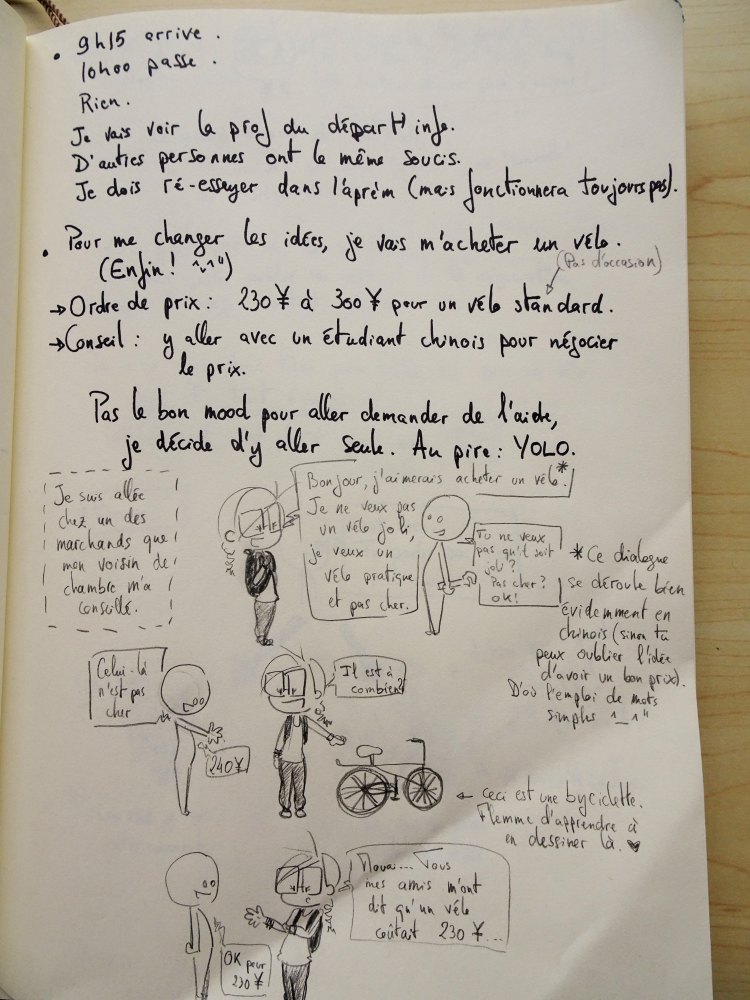 • 9h15 arrive.
10h00 passe.
Rien.
Je vais voir la prof du départ' info.
D'autres personnes ont le même soucis.
Je dois ré-essayer dans l'aprèm (mais fonctionnera toujours pas).
• Pour me changer les idées, je vais m'acheter un vélo.
(Enfin! ^.^")
(Pas d'occasion)
→ Ordre de prix : 230 ¥ à 300 ¥ pour un vélo standard.
→ Conseil : y aller avec un étudiant chinois pour négocier
le prix.
Pas le bon mood pour aller demander de l'aide,
je décide d'y aller seule. Au pire : YOLO.
Je suis allée
chez un des
marchands que
mon voisin de
chambre m'a
conseillé.
Bonjour, j'aimerais acheter un vélo.*
Je ne veux pas
un vélo joli,
je veux un
vélo pratique
et pas cher.
Tu ne veux
pas qu'il soit
joli ?
Pas cher ?
OK!
* Ce dialogue
se déroule bien
évidemment en
chinois (sinon tu
peux oublier l'idée
d'avoir un bon prix).
D'où l'emploi de mots
simples ^_^"
Celui-là
n'est pas
cher
240 ¥
Il est à
combien?
← ceci est une byciclette.
Flemme d'apprendre à
en dessiner là. ♥
Mouai... Vous
mes amis m'ont
dit qu'un vélo
coûtait 230 ¥...
OK pour
230 ¥